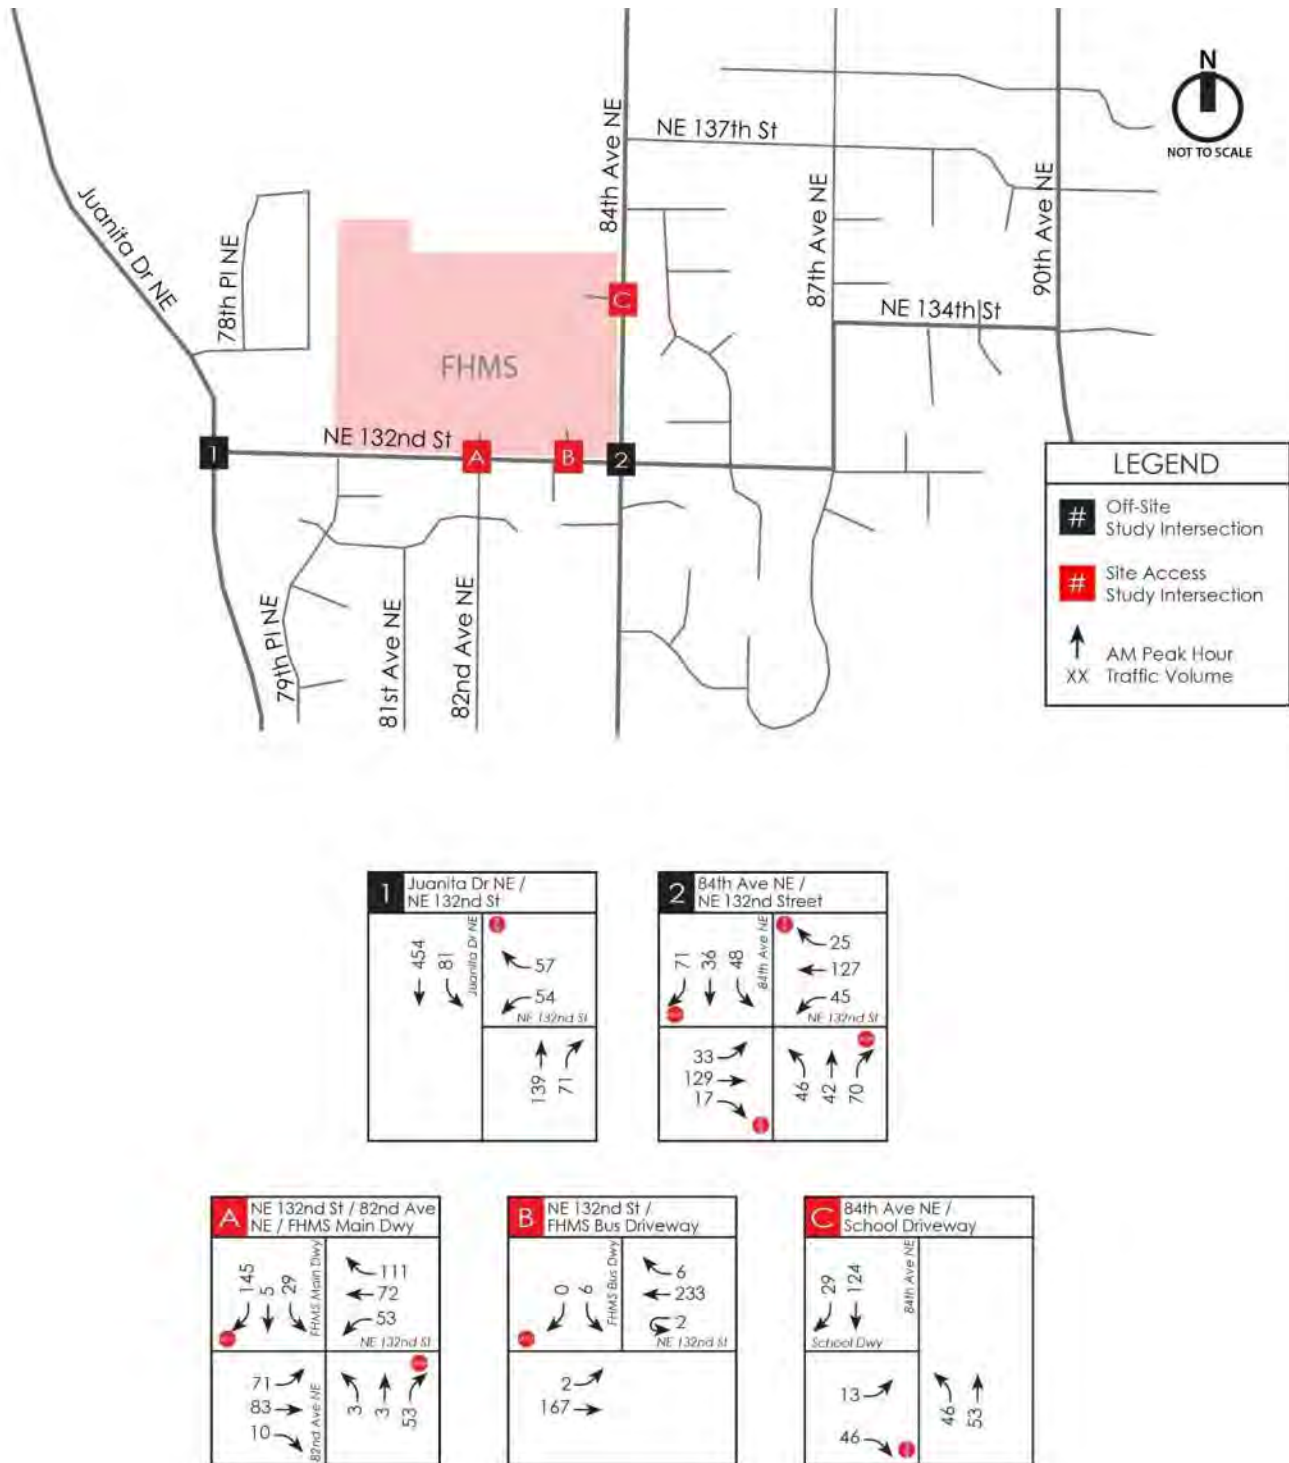 N
NOT TO SCALE
Juanita Dr NE
78th Pl NE
84th Ave NE
NE 137th St
87th Ave NE
90th Ave NE
NE 134th St
C
FHMS
NE 132nd St
1
A
B
2
79th Pl NE
81st Ave NE
82nd Ave NE
LEGEND
# Off-Site
Study Intersection
# Site Access
Study Intersection
AM Peak Hour
XX Traffic Volume
1 Juanita Dr NE /
NE 132nd St
454
81
Juanita Dr NE
57
54
NE 132nd St
139
71
2 84th Ave NE /
NE 132nd Street
71
36
48
84th Ave NE
25
127
45
NE 132nd St
33
129
17
46
42
70
A NE 132nd St / 82nd Ave
NE / FHMS Main Dwy
145
5
29
FHMS Main Dwy
111
72
53
NE 132nd St
71
83
10
82nd Ave NE
3
3
53
B NE 132nd St /
FHMS Bus Driveway
0
6
FHMS Bus Dwy
6
233
2
NE 132nd St
2
167
C 84th Ave NE /
School Driveway
29
124
84th Ave NE
School Dwy
13
46
46
53